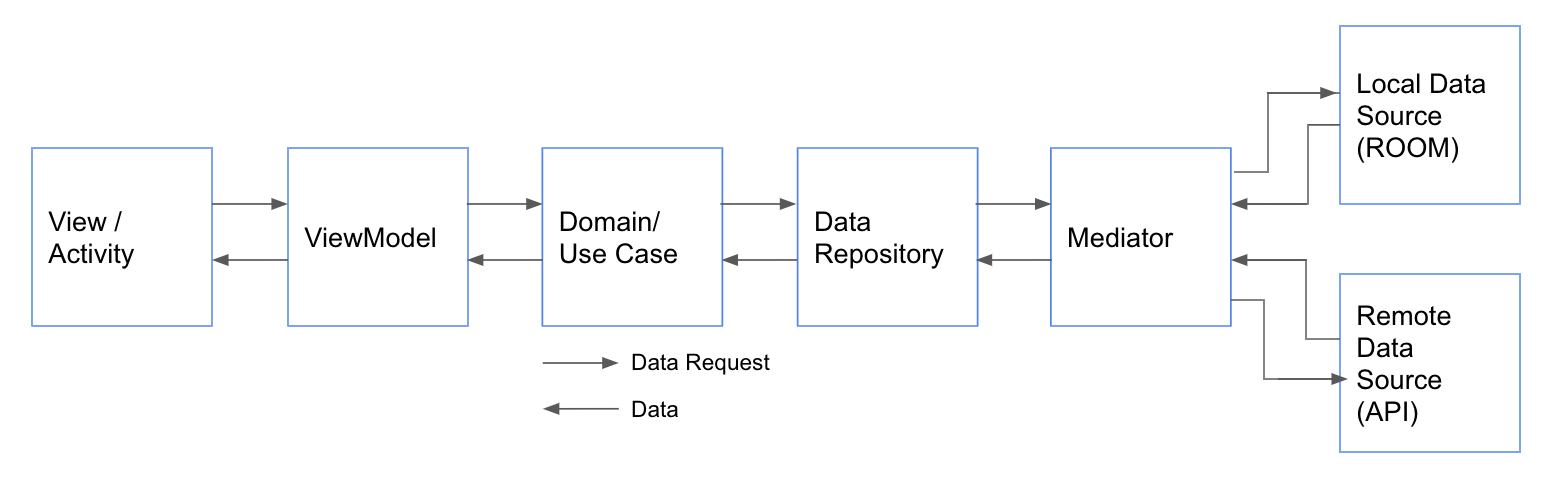 View /
Activity
ViewModel
Domain/
Use Case
Data
Repository
Mediator
Local Data
Source
(ROOM)
Remote
Data
Source
(API)
Data Request
Data